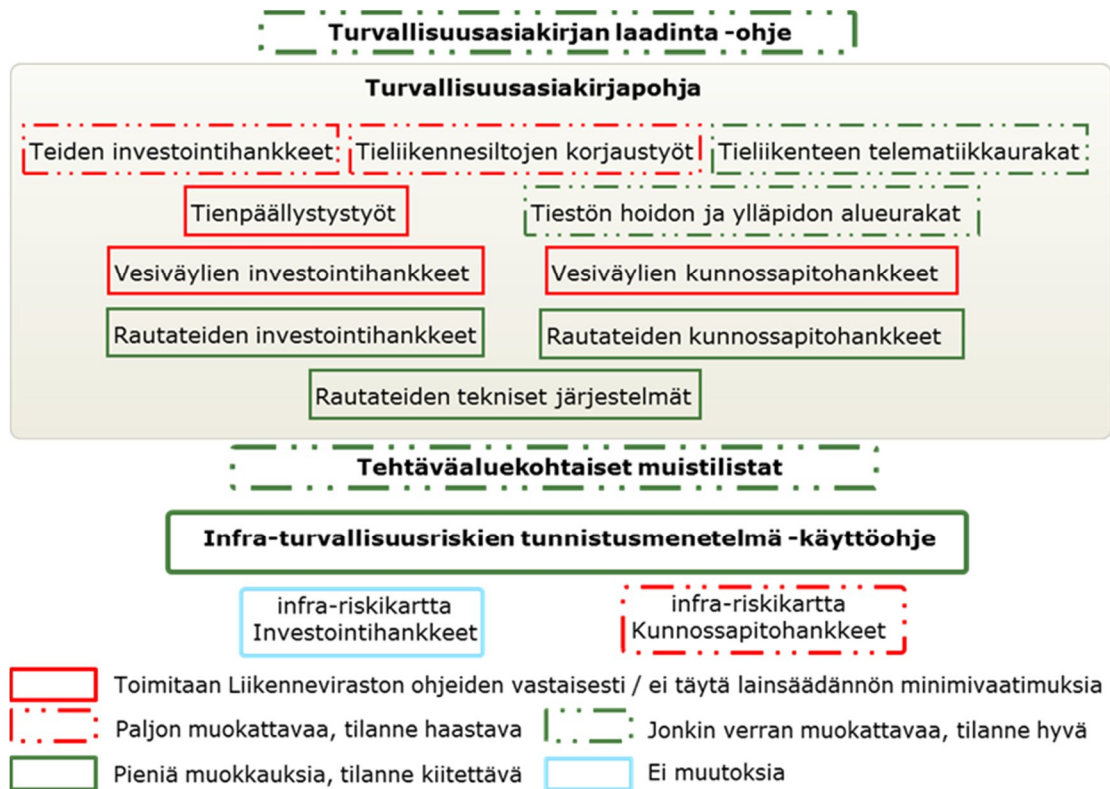 Turvallisuusasiakirjan laadinta -ohje
Turvallisuusasiakirjapohja
Teiden investointihankkeet
Tieliikennesiltojen korjaustyöt
Tieliikenteen telematiikkaurakat
Tienpäällystystyöt
Tiestön hoidon ja ylläpidon alueurakat
Vesiväylien investointihankkeet
Vesiväylien kunnossapitohankkeet
Rautateiden investointihankkeet
Rautateiden kunnossapitohankkeet
Rautateiden tekniset järjestelmät
Tehtäväaluekohtaiset muistilistat
Infra-turvallisuusriskien tunnistusmenetelmä -käyttöohje
infra-riskikartta
Investointihankkeet
infra-riskikartta
Kunnossapitohankkeet
Toimitaan Liikenneviraston ohjeiden vastaisesti / ei täytä lainsäädännön minimivaatimuksia
Paljon muokattavaa, tilanne haastava
Jonkin verran muokattavaa, tilanne hyvä
Pieniä muokkauksia, tilanne kiitettävä
Ei muutoksia